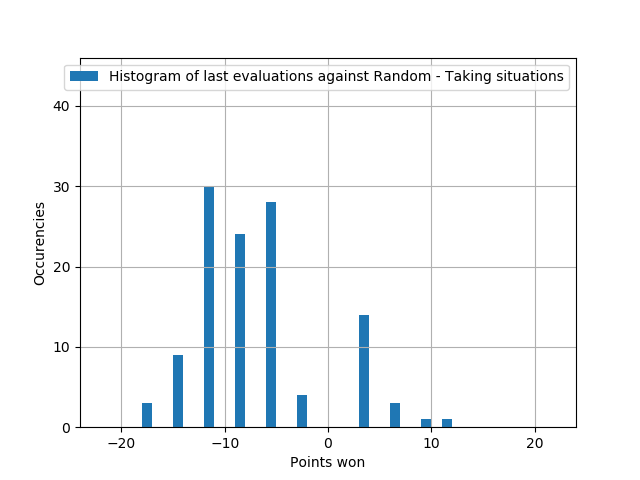 Histogram of last evaluations against Random - Taking situations
40
30
20
10
0
Occurencies
−20 −10 0 10 20
Points won